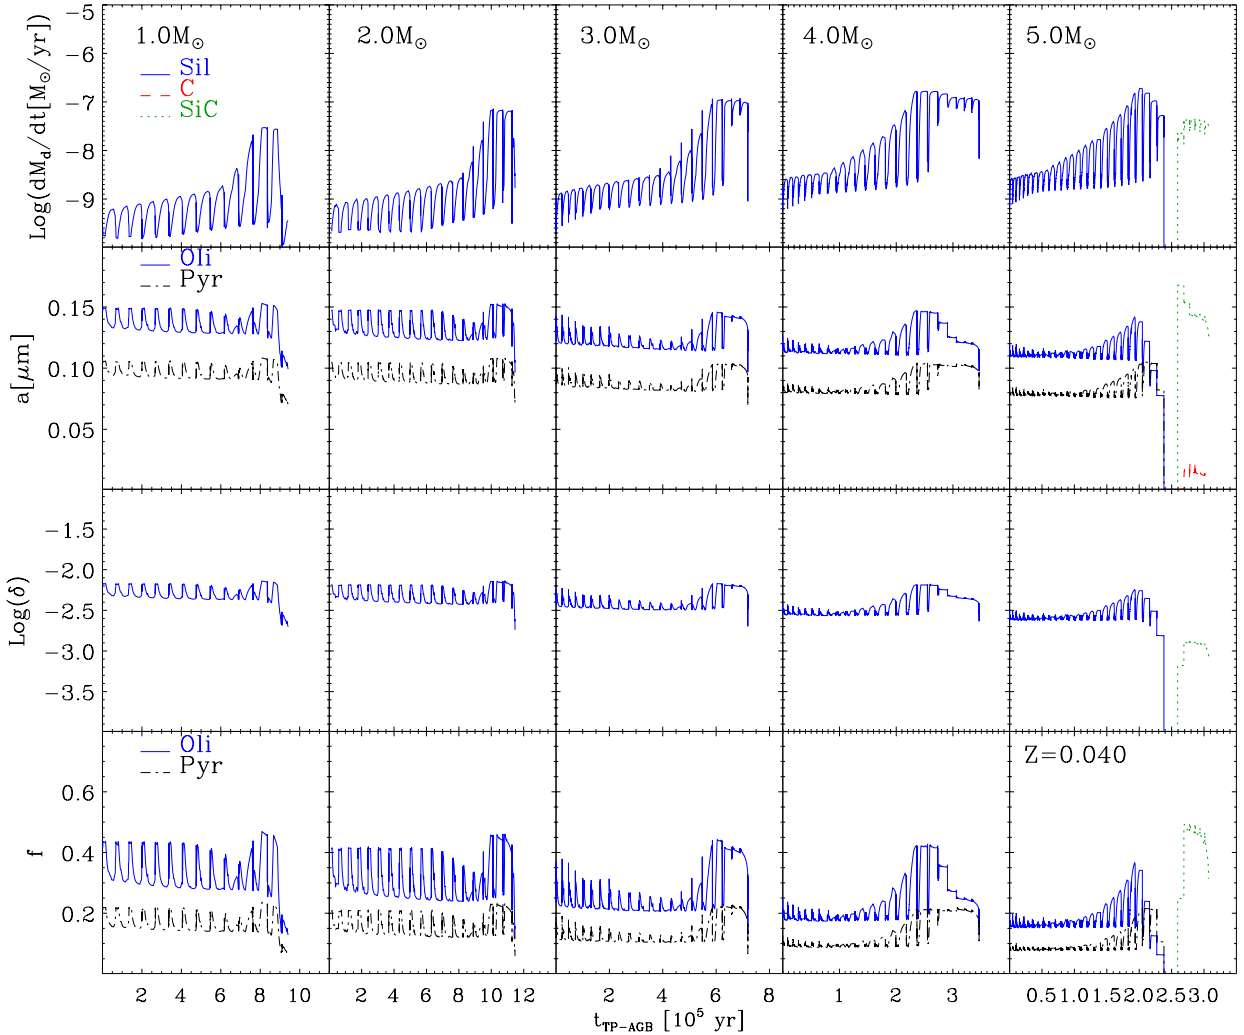 1.0M⊙ 2.0M⊙ 3.0M⊙ 4.0M⊙ 5.0M⊙
Sil
C
SiC
Log(dM_d/dt[M⊙/yr])
−5
−6
−7
−8
−9
Oli
Pyr
a[μm]
0.15
0.10
0.05
Log(δ)
−1.5
−2.0
−2.5
−3.0
−3.5
Oli
Pyr
Z=0.040
f
0.6
0.4
0.2
2 4 6 8 10 2 4 6 8 10 12 2 4 6 8 1 2 3 0.5 1.0 1.5 2.0 2.5 3.0
t_TP−AGB [10^5 yr]